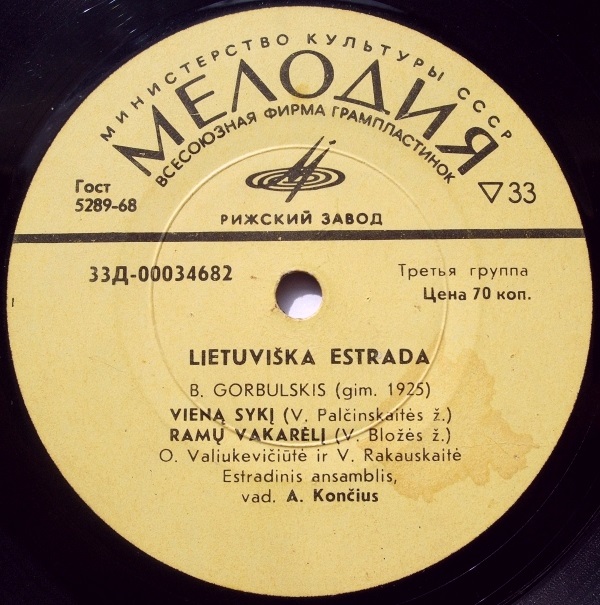 МИНИСТЕРСТВО КУЛЬТУРЫ СССР
МЕЛОДИЯ
ВСЕСОЮЗНАЯ ФИРМА ГРАМПЛАСТИНОК
Гост
5289-68
▽33
РИЖСКИЙ ЗАВОД
33Д-00034682
Третья группа
Цена 70 коп.
LIETUVIŠKA ESTRADA
B. GORBULSKIS (gim. 1925)
VIENĄ SYKĮ (V. Palčinskaitės ž.)
RAMŲ VAKARĖLĮ (V. Bložės ž.)
O. Valiukevičiūtė ir V. Rakauskaitė
Estradinis ansamblis,
vad. A. Končius